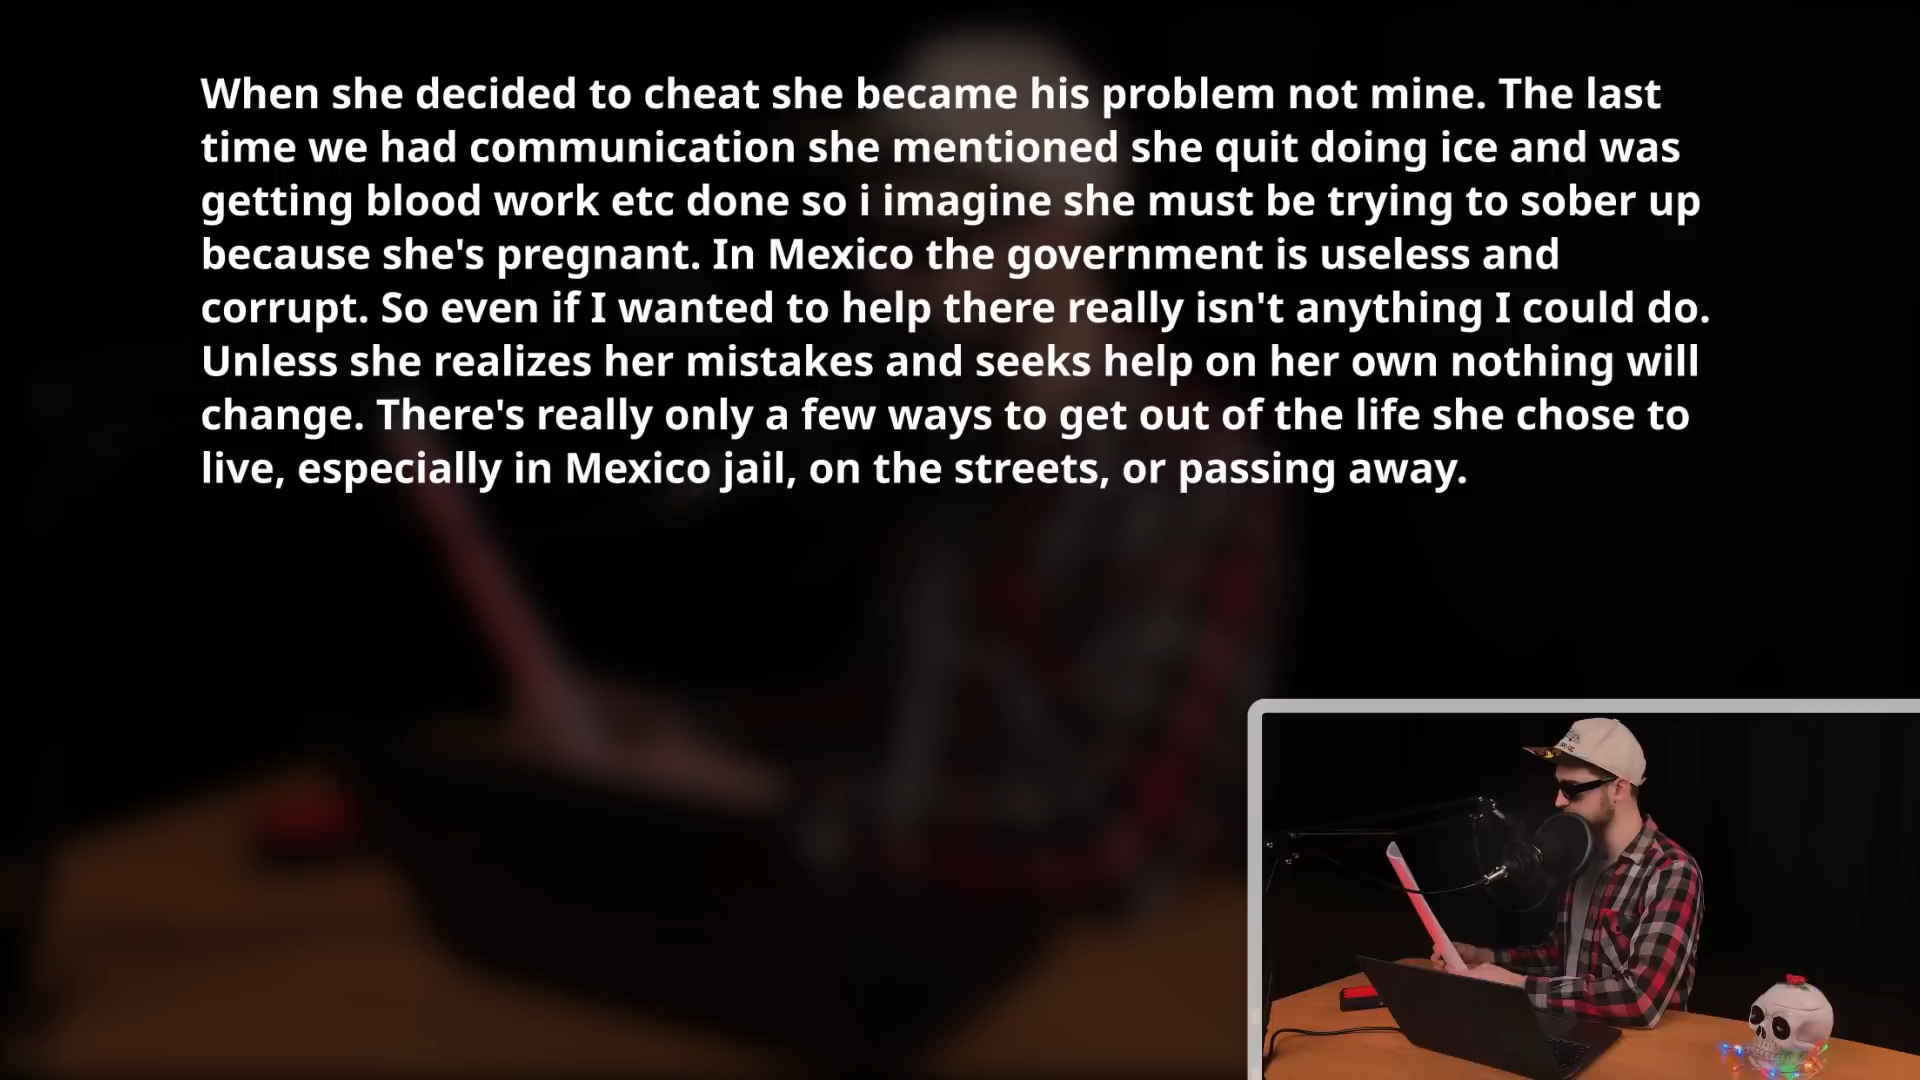 When she decided to cheat she became his problem not mine. The last
time we had communication she mentioned she quit doing ice and was
getting blood work etc done so i imagine she must be trying to sober up
because she's pregnant. In Mexico the government is useless and
corrupt. So even if I wanted to help there really isn't anything I could do.
Unless she realizes her mistakes and seeks help on her own nothing will
change. There's really only a few ways to get out of the life she chose to
live, especially in Mexico jail, on the streets, or passing away.